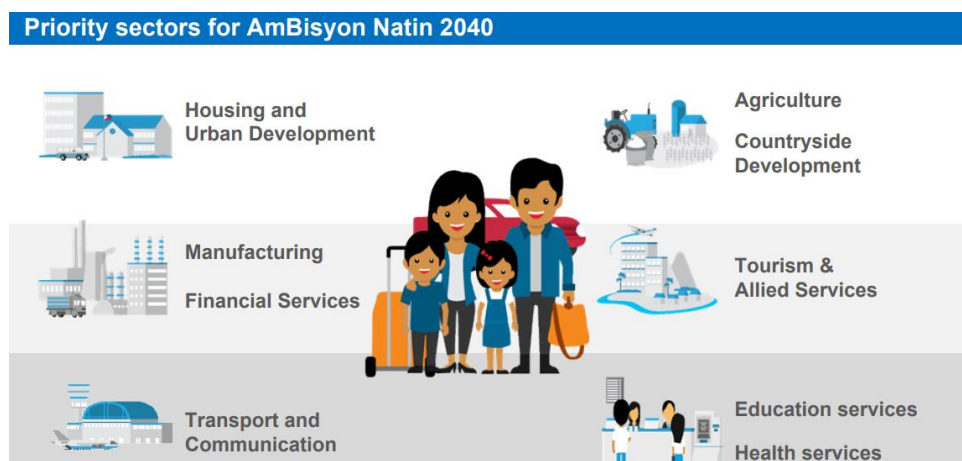 Priority sectors for AmBisyon Natin 2040
Housing and
Urban Development
Agriculture
Countryside
Development
Manufacturing
Financial Services
Tourism &
Allied Services
Transport and
Communication
Education services
Health services